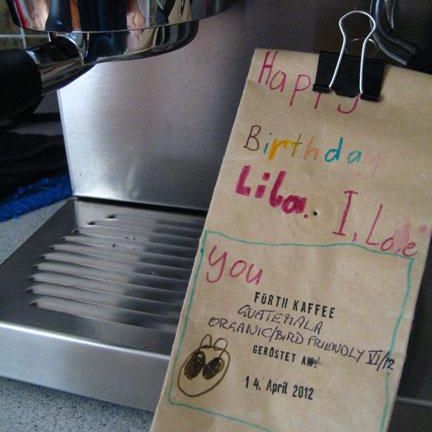 Happy
Birthday
Lila. I, Love
you
FÜRTH KAFFEE
GUATEMALA
ORGANIC/BIRD FRIENDLY VI/12
GERÖSTET AM
14. April 2012